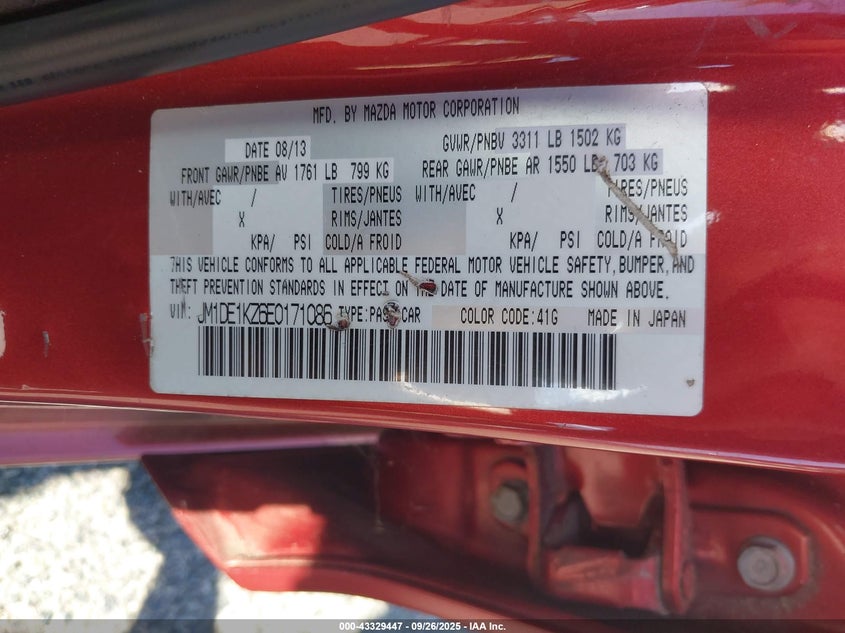 MFD. BY MAZDA MOTOR CORPORATION
DATE 08/13 GVWR/PNBV 3311 LB 1502 KG
FRONT GAWR/PNBE AV 1761 LB 799 KG REAR GAWR/PNBE AR 1550 LB 703 KG
WITH/AVEC / TIRES/PNEUS WITH/AVEC / TIRES/PNEUS
X RIMS/JANTES X RIMS/JANTES
KPA/ PSI COLD/A FROID KPA/ PSI COLD/A FROID
THIS VEHICLE CONFORMS TO ALL APPLICABLE FEDERAL MOTOR VEHICLE SAFETY, BUMPER, AND
THEFT PREVENTION STANDARDS IN EFFECT ON THE DATE OF MANUFACTURE SHOWN ABOVE.
VIN: JM1DE1KZ6E0171086 TYPE:PASS CAR COLOR CODE:41G MADE IN JAPAN
000-43329447 - 09/26/2025 - IAA Inc.